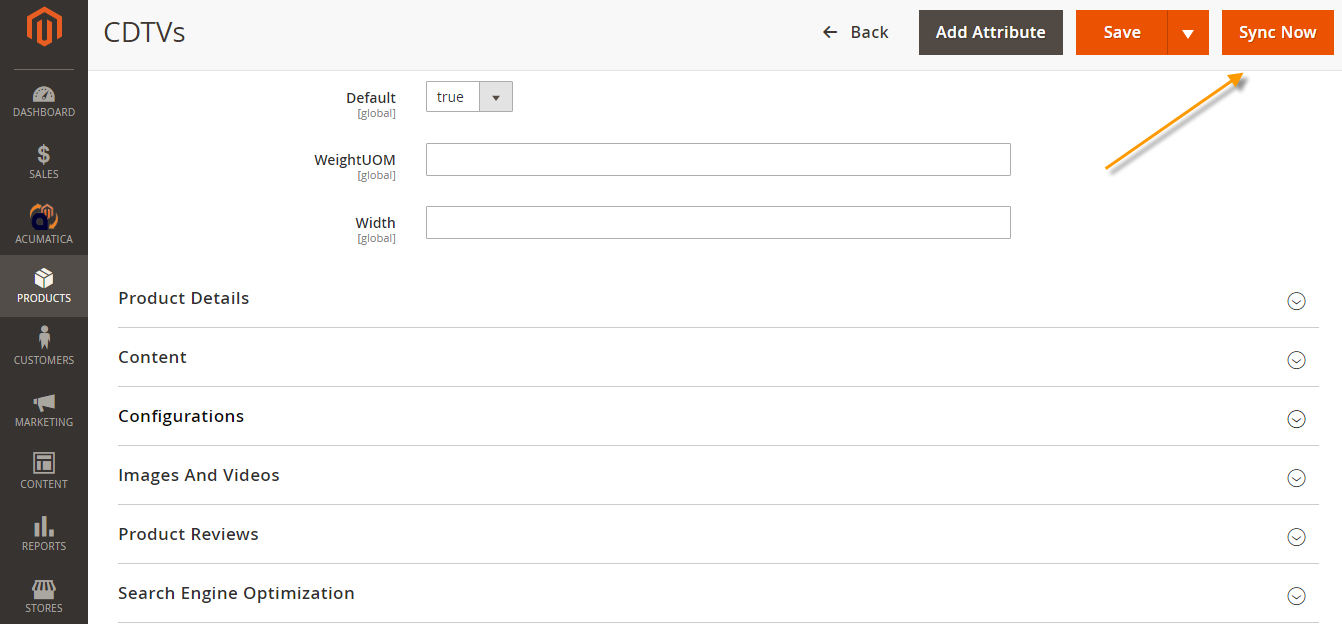 CDTVs
Back
Add Attribute
Save
Sync Now
DASHBOARD
SALES
ACUMATICA
PRODUCTS
CUSTOMERS
MARKETING
CONTENT
REPORTS
STORES
Default
[global]
true
WeightUOM
[global]
Width
[global]
Product Details
Content
Configurations
Images And Videos
Product Reviews
Search Engine Optimization